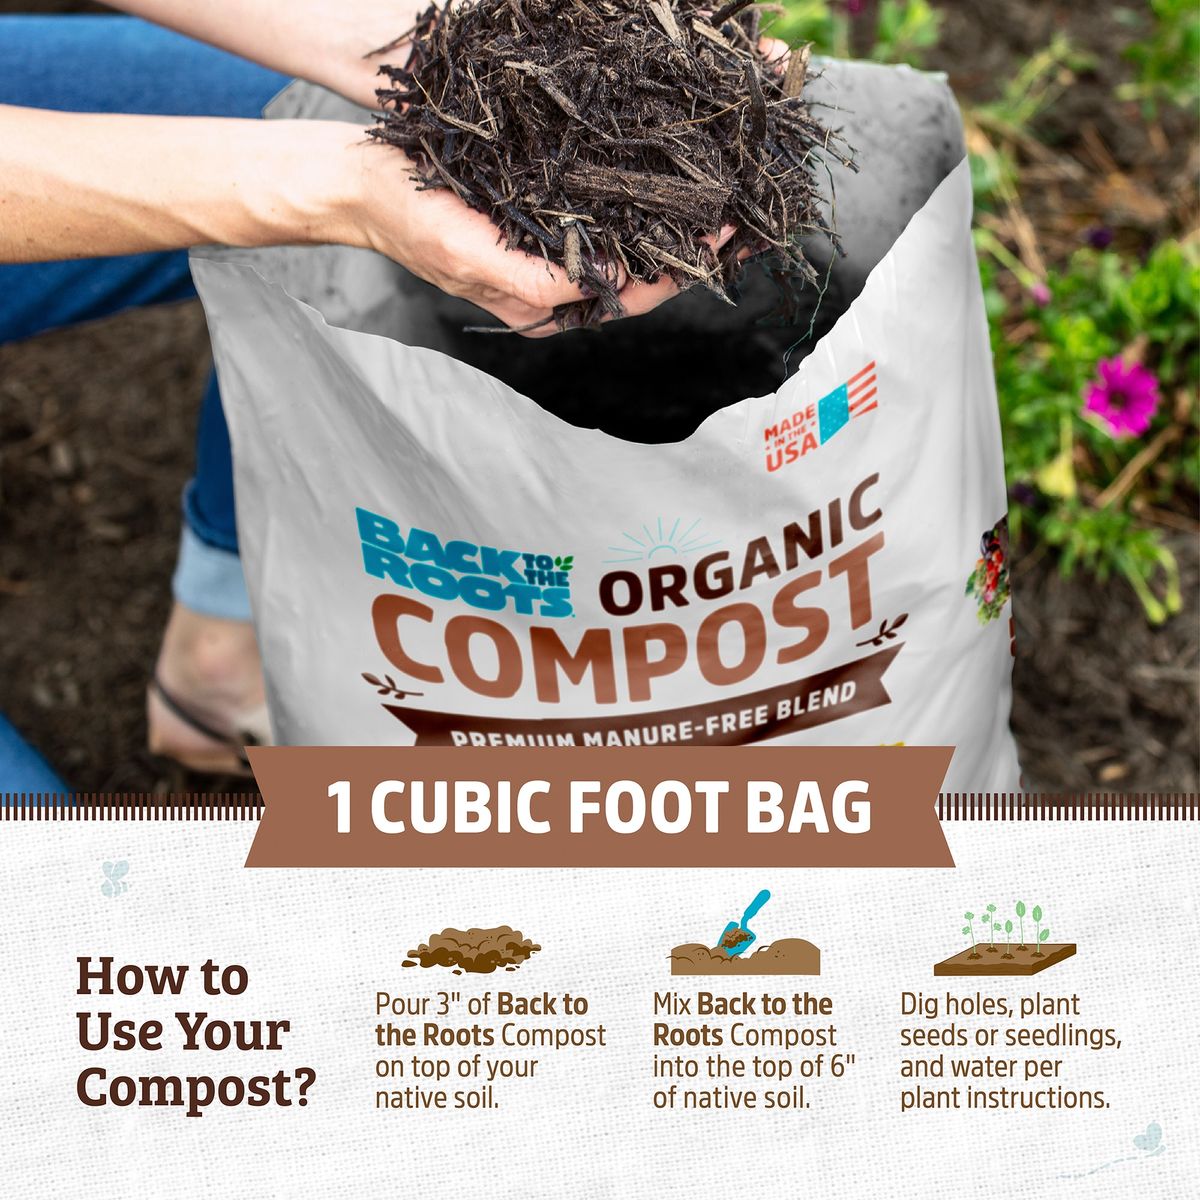 MADE
IN THE
USA
BACK TO THE
ROOTS
ORGANIC
COMPOST
PREMIUM MANURE-FREE BLEND
1 CUBIC FOOT BAG
How to
Use Your
Compost?
Pour 3" of Back to
the Roots Compost
on top of your
native soil.
Mix Back to the
Roots Compost
into the top of 6"
of native soil.
Dig holes, plant
seeds or seedlings,
and water per
plant instructions.